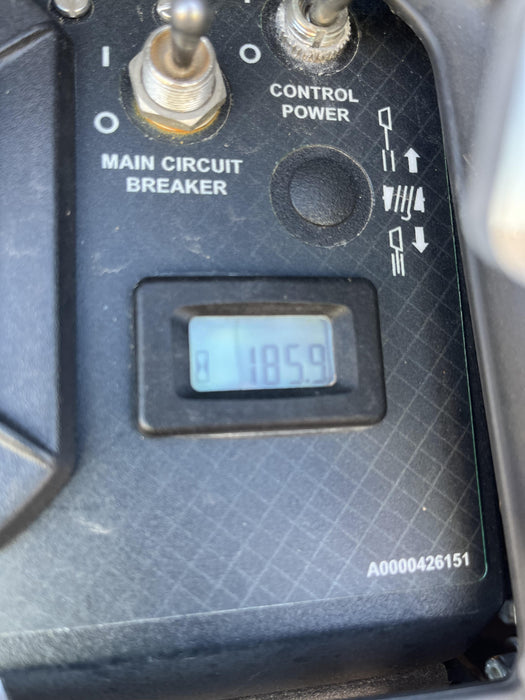 I
O
O
CONTROL
POWER
MAIN CIRCUIT
BREAKER
185.9
A0000426151